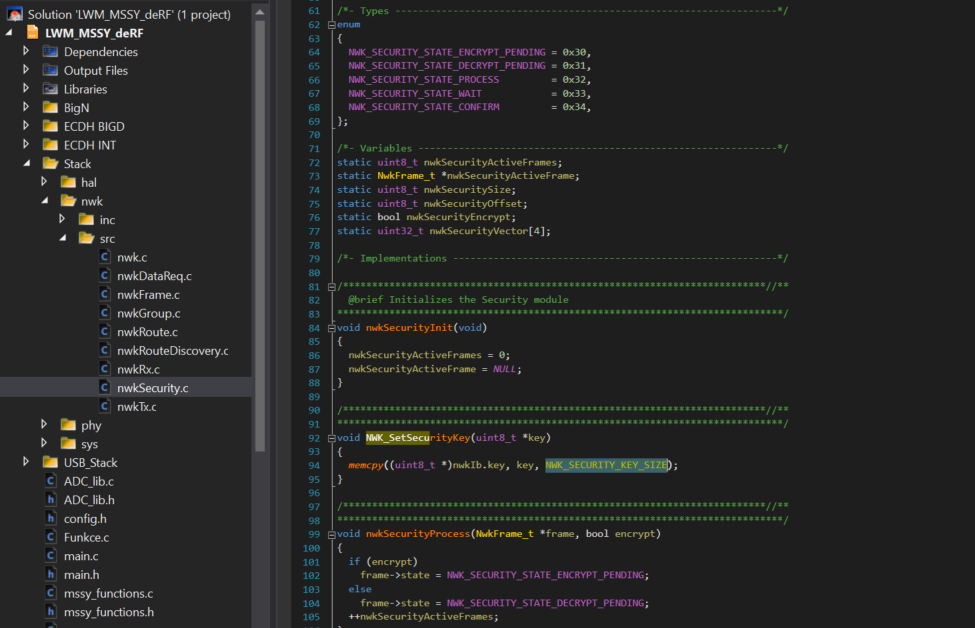 Solution 'LWM_MSSY_deRF' (1 project)
LWM_MSSY_deRF
Dependencies
Output Files
Libraries
BigN
ECDH BIGD
ECDH INT
Stack
hal
nwk
inc
src
nwk.c
nwkDataReq.c
nwkFrame.c
nwkGroup.c
nwkRoute.c
nwkRouteDiscovery.c
nwkRx.c
nwkSecurity.c
nwkTx.c
phy
sys
USB_Stack
ADC_lib.c
ADC_lib.h
config.h
Funkce.c
main.c
main.h
mssy_functions.c
mssy_functions.h
61 /*- Types ------------------------------------------------------------------*/
62 enum
63 {
64 NWK_SECURITY_STATE_ENCRYPT_PENDING = 0x30,
65 NWK_SECURITY_STATE_DECRYPT_PENDING = 0x31,
66 NWK_SECURITY_STATE_PROCESS = 0x32,
67 NWK_SECURITY_STATE_WAIT = 0x33,
68 NWK_SECURITY_STATE_CONFIRM = 0x34,
69 };
70
71 /*- Variables --------------------------------------------------------------*/
72 static uint8_t nwkSecurityActiveFrames;
73 static NwkFrame_t *nwkSecurityActiveFrame;
74 static uint8_t nwkSecuritySize;
75 static uint8_t nwkSecurityOffset;
76 static bool nwkSecurityEncrypt;
77 static uint32_t nwkSecurityVector[4];
78
79 /*- Implementations --------------------------------------------------------*/
80
81 /*************************************************************************//**
82 @brief Initializes the Security module
83 *****************************************************************************/
84 void nwkSecurityInit(void)
85 {
86 nwkSecurityActiveFrames = 0;
87 nwkSecurityActiveFrame = NULL;
88 }
89
90 /*************************************************************************//**
91 *****************************************************************************/
92 void NWK_SetSecurityKey(uint8_t *key)
93 {
94 memcpy((uint8_t *)nwkIb.key, key, NWK_SECURITY_KEY_SIZE);
95 }
96
97 /*************************************************************************//**
98 *****************************************************************************/
99 void nwkSecurityProcess(NwkFrame_t *frame, bool encrypt)
100 {
101 if (encrypt)
102 frame->state = NWK_SECURITY_STATE_ENCRYPT_PENDING;
103 else
104 frame->state = NWK_SECURITY_STATE_DECRYPT_PENDING;
105 ++nwkSecurityActiveFrames;